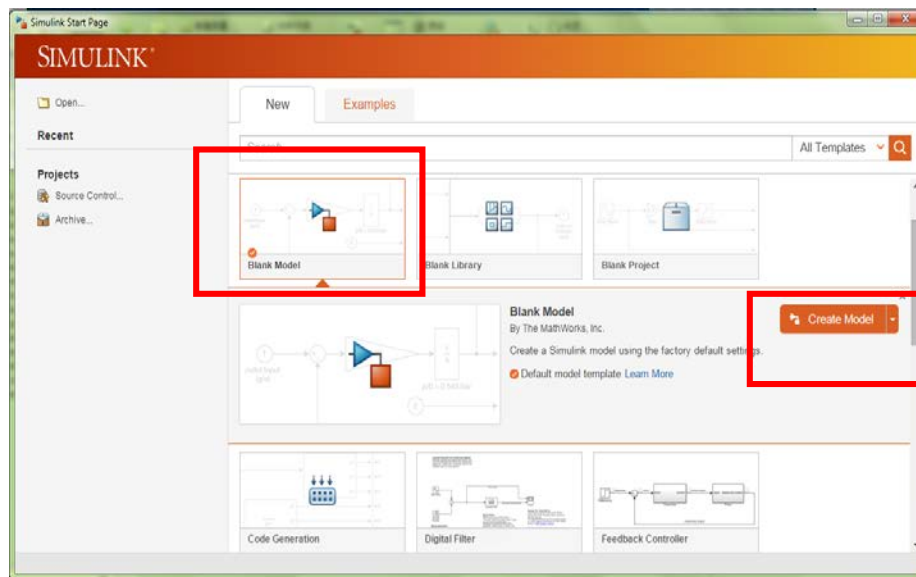 Simulink Start Page
SIMULINK®
Open...
Recent
Projects
Source Control...
Archive...
New
Examples
All Templates
Blank Model
Blank Library
Blank Project
Blank Model
By The MathWorks, Inc.
Create a Simulink model using the factory default settings.
Default model template Learn More
Create Model
Code Generation
Digital Filter
Feedback Controller